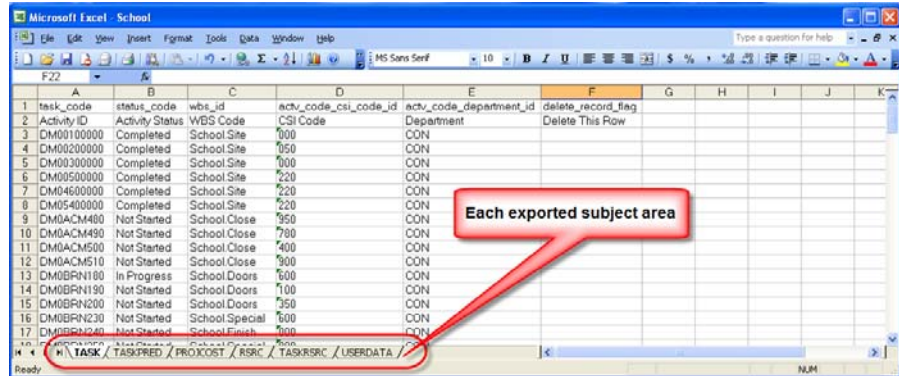 Microsoft Excel - School
File Edit View Insert Format Tools Data Window Help Type a question for help
MS Sans Serif 10 B I U $ % ,
F22 fx
A B C D E F G H I J K
1 task_code status_code wbs_id actv_code_csi_code_id actv_code_department_id delete_record_flag
2 Activity ID Activity Status WBS Code CSI Code Department Delete This Row
3 DM00100000 Completed School.Site 000 CON
4 DM00200000 Completed School.Site 050 CON
5 DM00300000 Completed School.Site 000 CON
6 DM00500000 Completed School.Site 220 CON
7 DM04600000 Completed School.Site 220 CON
8 DM05400000 Completed School.Site 220 CON
9 DM0ACM480 Not Started School.Close 950 CON
10 DM0ACM490 Not Started School.Close 780 CON
11 DM0ACM500 Not Started School.Close 400 CON
12 DM0ACM510 Not Started School.Close 900 CON
13 DM0BRN180 In Progress School.Doors 600 CON
14 DM0BRN190 Not Started School.Doors 100 CON
15 DM0BRN200 Not Started School.Doors 350 CON
16 DM0BRN230 Not Started School.Special 600 CON
17 DM0BRN240 Not Started School.Finish 000 CON
Each exported subject area
TASK TASKPRED PROJCOST RSRC TASKRSRC USERDATA
Ready NUM